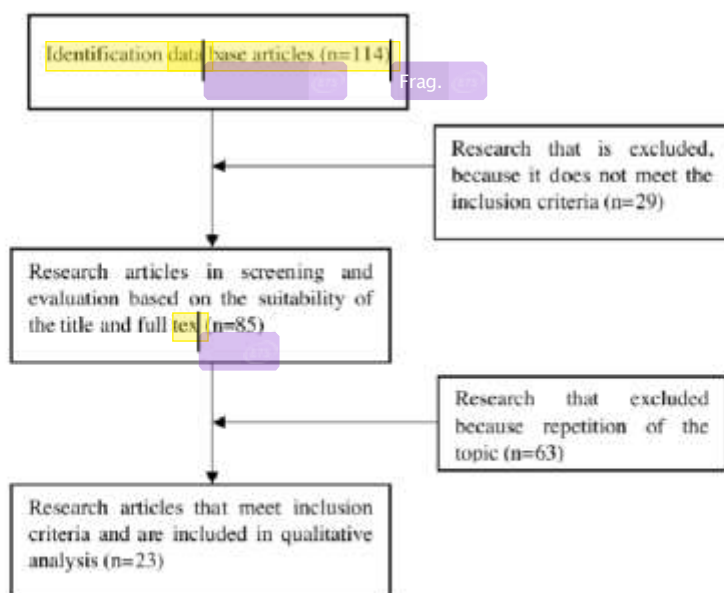 Identification data base articles (n=114)
Frag.
Research that is excluded,
because it does not meet the
inclusion criteria (n=29)
Research articles in screening and
evaluation based on the suitability of
the title and full tex (n=85)
Research that excluded
because repetition of the
topic (n=63)
Research articles that meet inclusion
criteria and are included in qualitative
analysis (n=23)